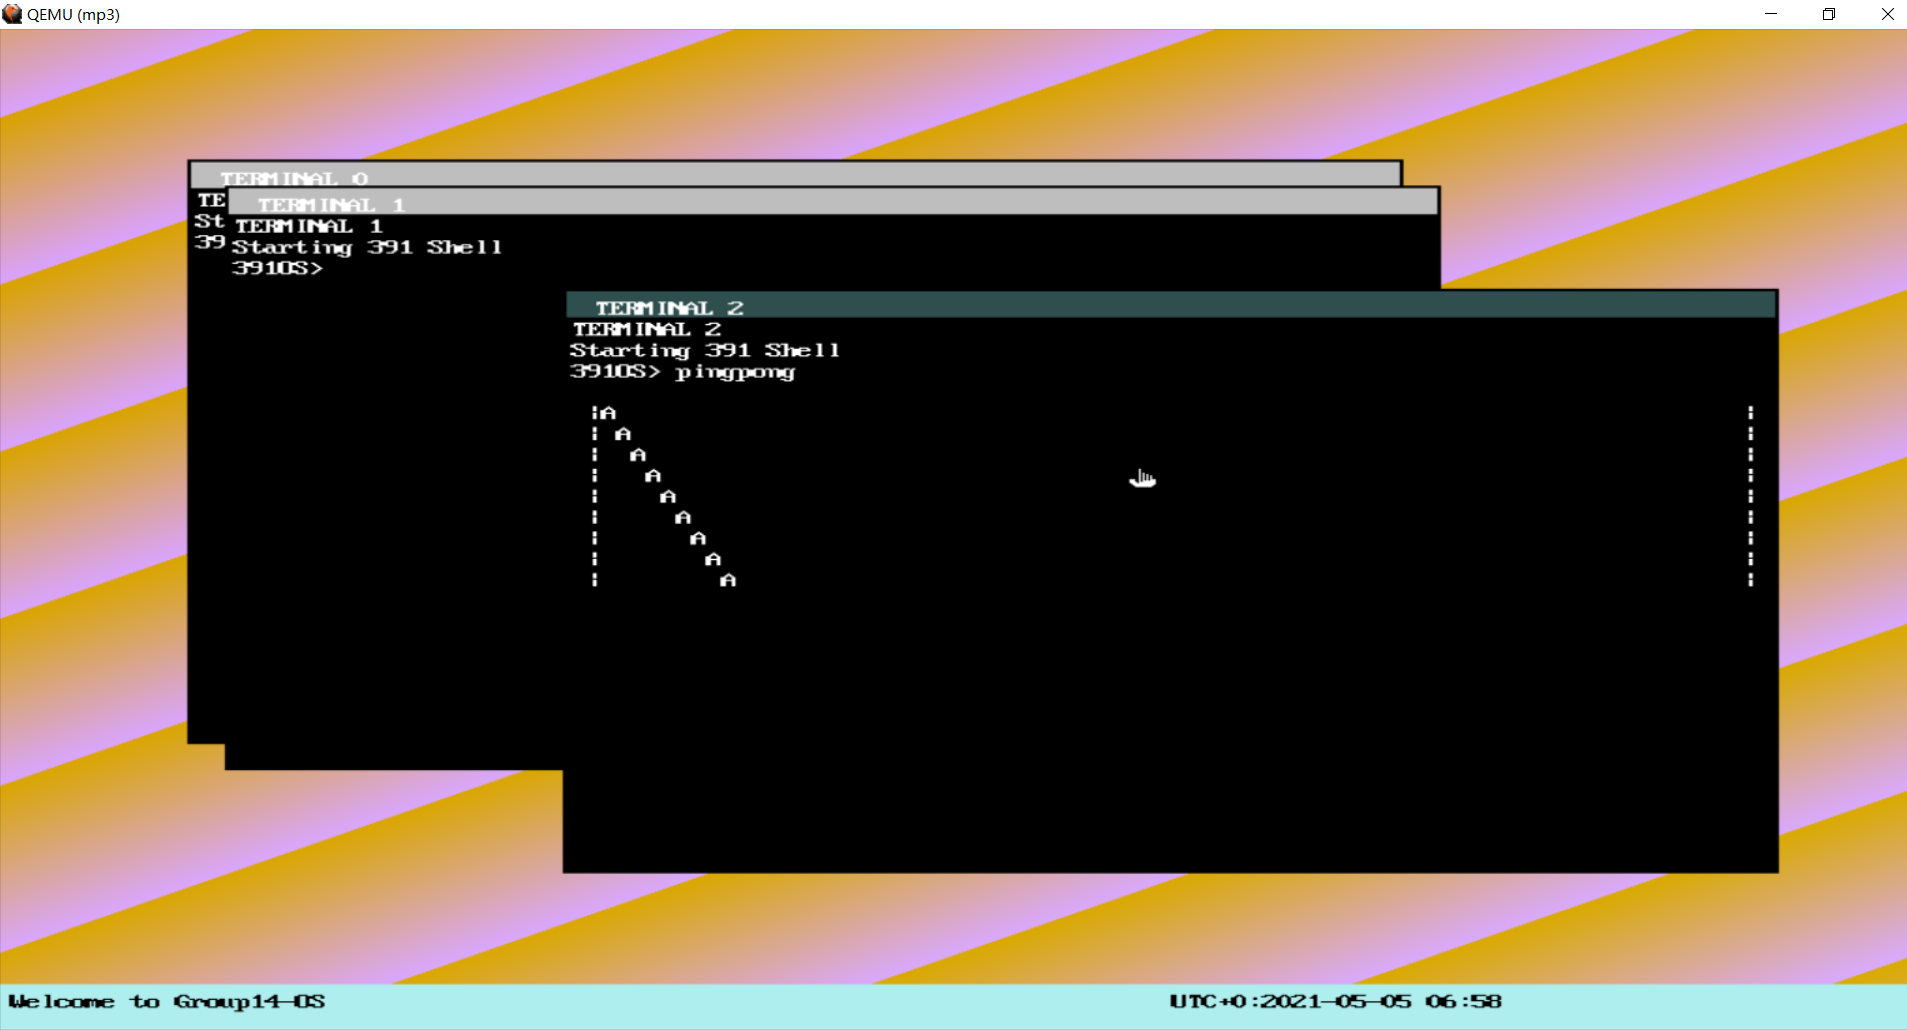 QEMU (mp3)
TERMINAL 0
TE
St
39
TERMINAL 1
TERMINAL 1
Starting 391 Shell
391OS>
TERMINAL 2
TERMINAL 2
Starting 391 Shell
391OS> pingpong
|A |
| A |
| A |
| A |
| A |
| A |
| A |
| A |
| A |
Welcome to Group14-OS
UTC+0:2021-05-05 06:58